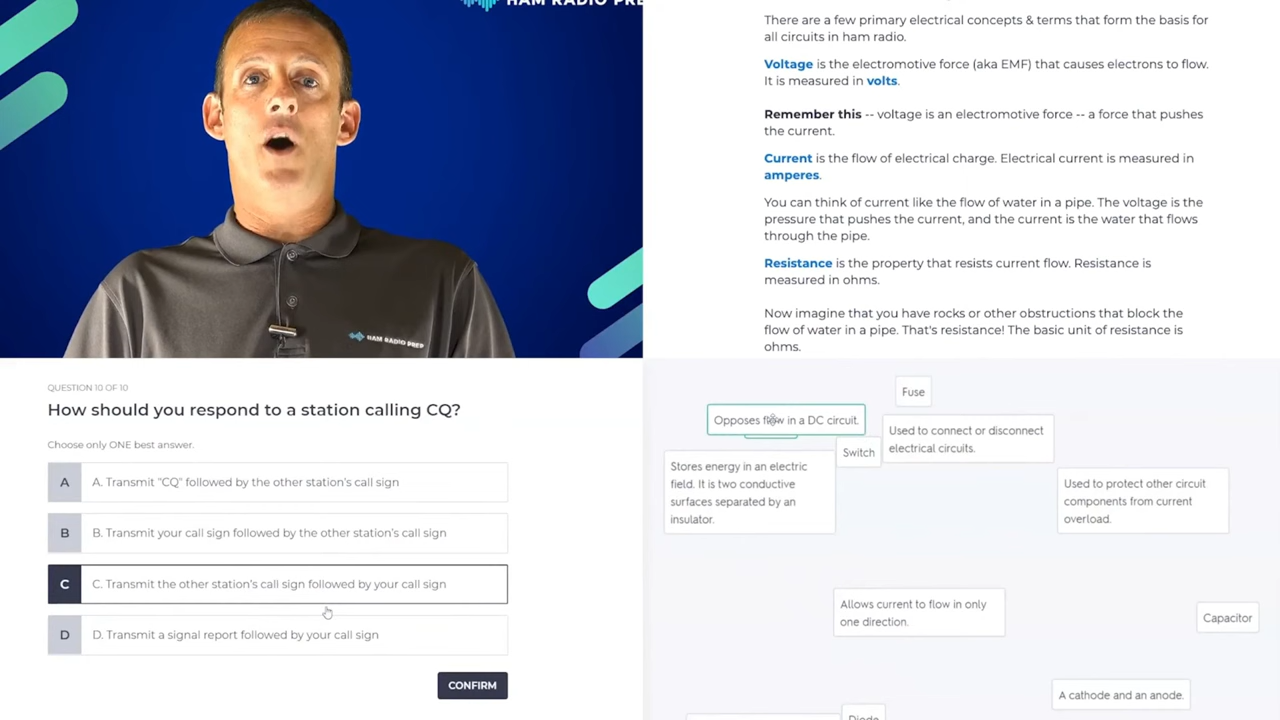 HAM RADIO PREP
HAM RADIO PREP
There are a few primary electrical concepts & terms that form the basis for
all circuits in ham radio.
Voltage is the electromotive force (aka EMF) that causes electrons to flow.
It is measured in volts.
Remember this -- voltage is an electromotive force -- a force that pushes
the current.
Current is the flow of electrical charge. Electrical current is measured in
amperes.
You can think of current like the flow of water in a pipe. The voltage is the
pressure that pushes the current, and the current is the water that flows
through the pipe.
Resistance is the property that resists current flow. Resistance is
measured in ohms.
Now imagine that you have rocks or other obstructions that block the
flow of water in a pipe. That's resistance! The basic unit of resistance is
ohms.
QUESTION 10 OF 10
How should you respond to a station calling CQ?
Choose only ONE best answer.
A
A. Transmit "CQ" followed by the other station's call sign
B
B. Transmit your call sign followed by the other station's call sign
C
C. Transmit the other station's call sign followed by your call sign
D
D. Transmit a signal report followed by your call sign
CONFIRM
Fuse
Opposes flow in a DC circuit.
Used to connect or disconnect
electrical circuits.
Switch
Stores energy in an electric
field. It is two conductive
surfaces separated by an
insulator.
Used to protect other circuit
components from current
overload.
Allows current to flow in only
one direction.
Capacitor
A cathode and an anode.
Diode